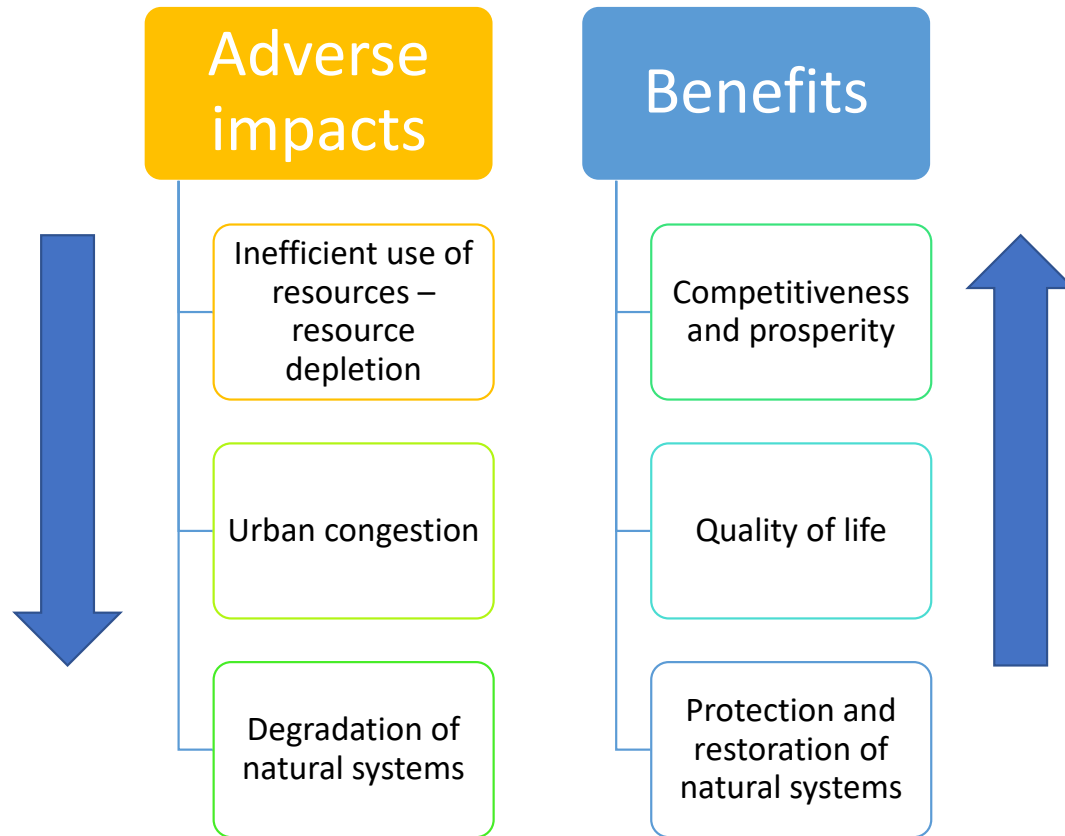 Adverse
impacts
Inefficient use of
resources –
resource
depletion
Urban congestion
Degradation of
natural systems
Benefits
Competitiveness
and prosperity
Quality of life
Protection and
restoration of
natural systems